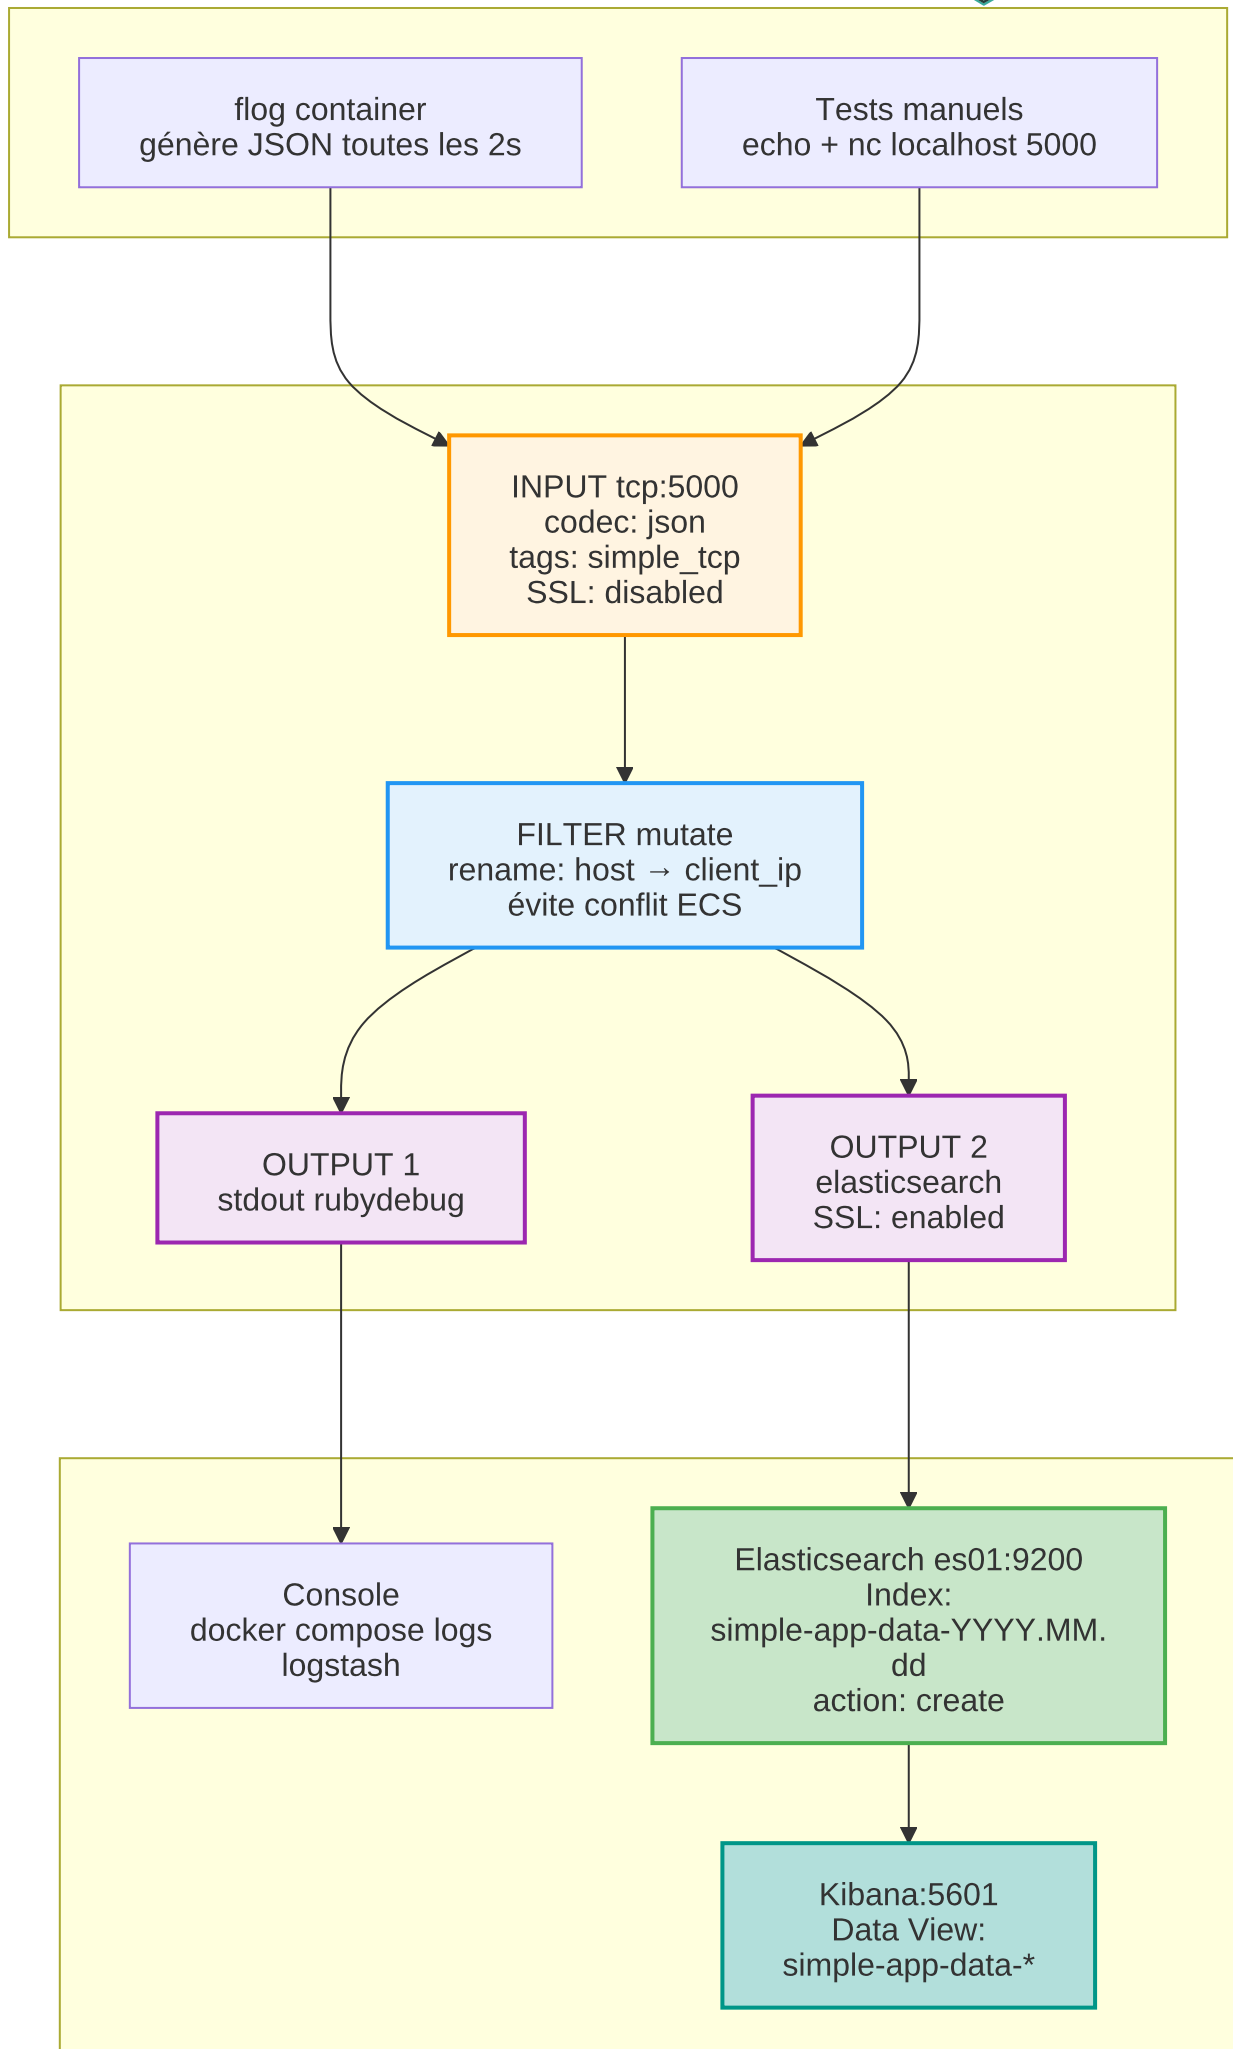 flog container
génère JSON toutes les 2s
Tests manuels
echo + nc localhost 5000
INPUT tcp:5000
codec: json
tags: simple_tcp
SSL: disabled
FILTER mutate
rename: host → client_ip
évite conflit ECS
OUTPUT 1
stdout rubydebug
OUTPUT 2
elasticsearch
SSL: enabled
Console
docker compose logs
logstash
Elasticsearch es01:9200
Index:
simple-app-data-YYYY.MM.
dd
action: create
Kibana:5601
Data View:
simple-app-data-*